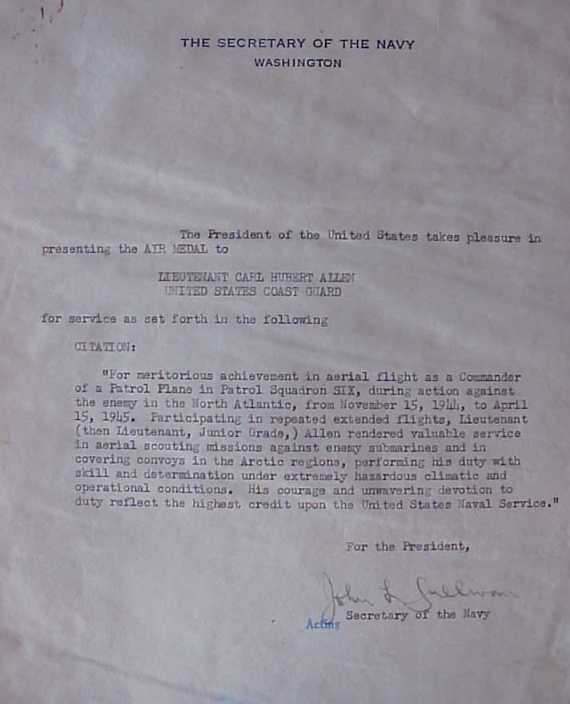 THE SECRETARY OF THE NAVY
WASHINGTON
The President of the United States takes pleasure in
presenting the AIR MEDAL to
LIEUTENANT CARL HUBERT ALLEN
UNITED STATES COAST GUARD
for service as set forth in the following
CITATION:
"For meritorious achievement in aerial flight as a Commander
of a Patrol Plane in Patrol Squadron SIX, during action against
the enemy in the North Atlantic, from November 15, 1944, to April
15, 1945. Participating in repeated extended flights, Lieutenant
(then Lieutenant, Junior Grade,) Allen rendered valuable service
in aerial scouting missions against enemy submarines and in
covering convoys in the Arctic regions, performing his duty with
skill and determination under extremely hazardous climatic and
operational conditions. His courage and unwavering devotion to
duty reflect the highest credit upon the United States Naval Service."
For the President,
John L Sullivan
Acting Secretary of the Navy